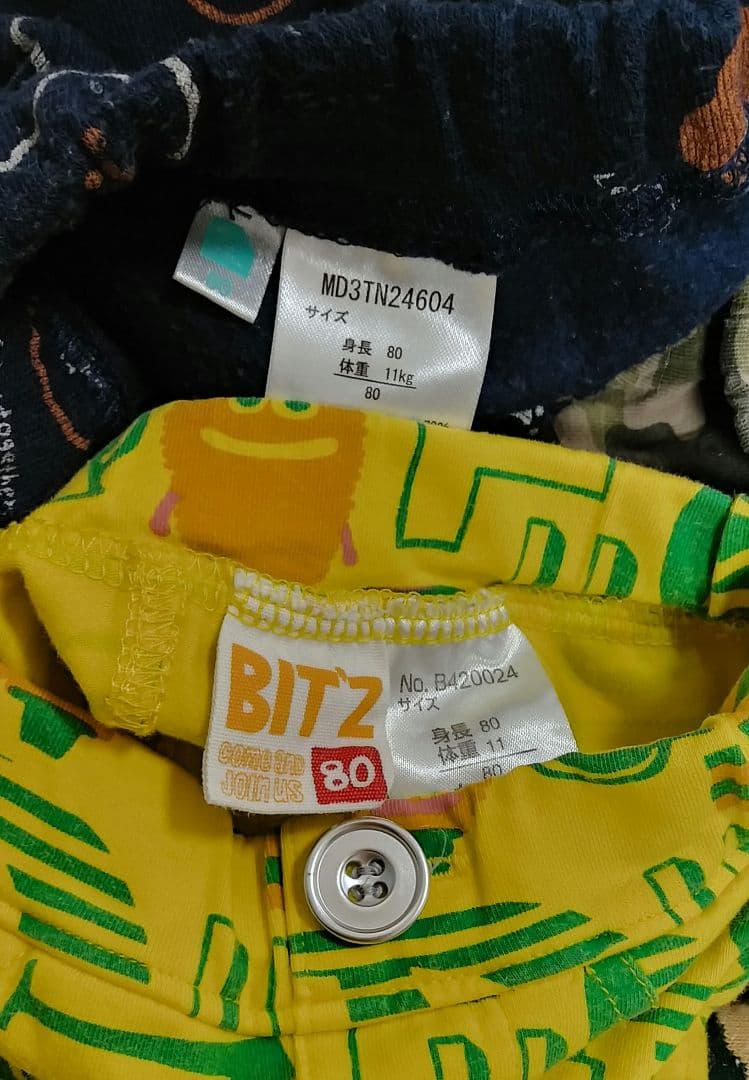 MD3TN24604
サイズ
身長 80
体重 11kg
80
together
BIT'Z
COME AND
JOIN US
80
No. B420024
サイズ
身長 80
体重 11
80